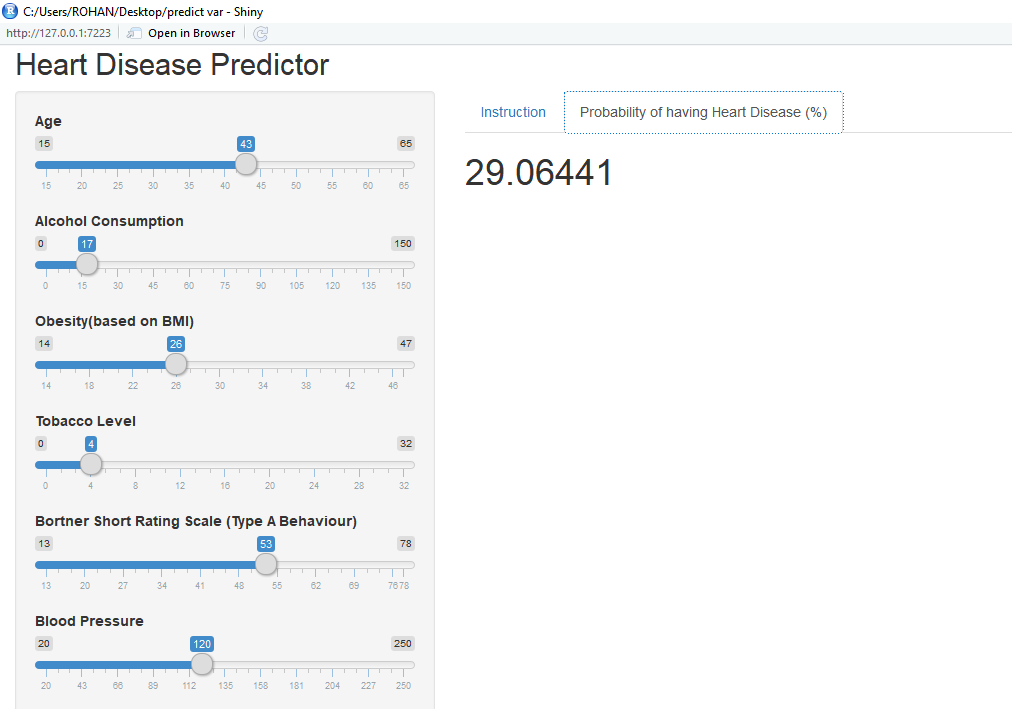 C:/Users/ROHAN/Desktop/predict var - Shiny
http://127.0.0.1:7223 Open in Browser
Heart Disease Predictor
Age
15 43 65
15 20 25 30 35 40 45 50 55 60 65
Alcohol Consumption
0 17 150
0 15 30 45 60 75 90 105 120 135 150
Obesity(based on BMI)
14 26 47
14 18 22 26 30 34 38 42 46
Tobacco Level
0 4 32
0 4 8 12 16 20 24 28 32
Bortner Short Rating Scale (Type A Behaviour)
13 53 78
13 20 27 34 41 48 55 62 69 76 78
Blood Pressure
20 120 250
20 43 66 89 112 135 158 181 204 227 250
Instruction Probability of having Heart Disease (%)
29.06441